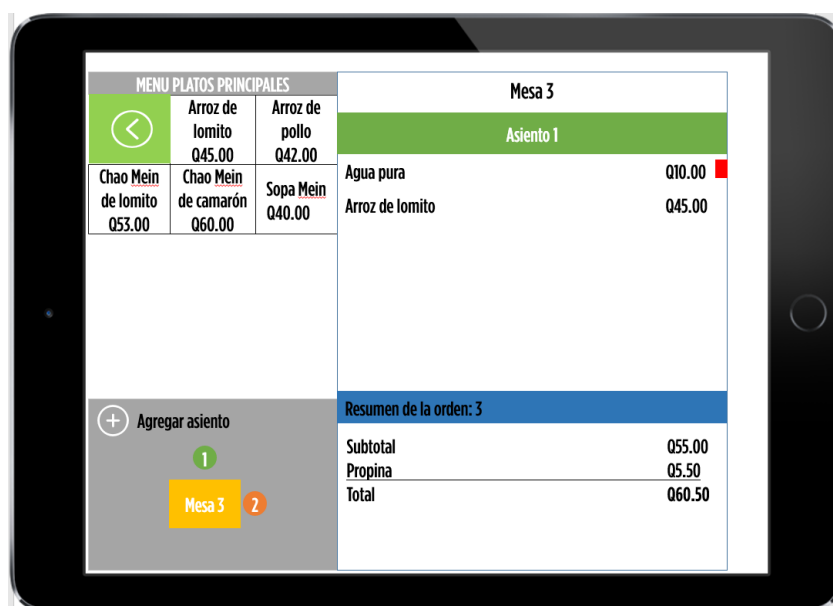 MENU PLATOS PRINCIPALES
Arroz de
lomito
Q45.00
Arroz de
pollo
Q42.00
Chao Mein
de lomito
Q53.00
Chao Mein
de camarón
Q60.00
Sopa Mein
Q40.00
Agregar asiento
1
Mesa 3
2
Mesa 3
Asiento 1
Agua pura Q10.00
Arroz de lomito Q45.00
Resumen de la orden: 3
Subtotal Q55.00
Propina Q5.50
Total Q60.50